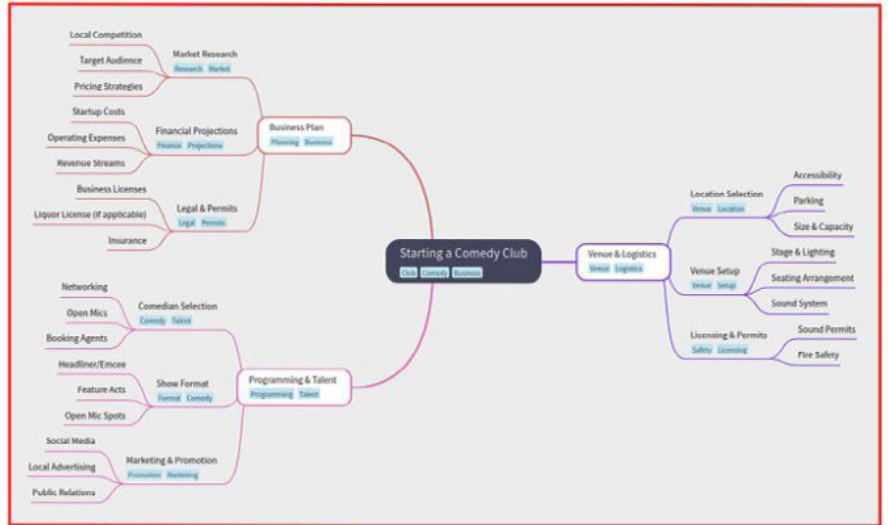 Starting a Comedy Club
Club Comedy Business
Business Plan
Planning Business
Market Research
Research Market
Local Competition
Target Audience
Pricing Strategies
Financial Projections
Finance Projections
Startup Costs
Operating Expenses
Revenue Streams
Legal & Permits
Legal Permits
Business Licenses
Liquor License (if applicable)
Insurance
Programming & Talent
Programming Talent
Comedian Selection
Comedy Talent
Networking
Open Mics
Booking Agents
Show Format
Format Comedy
Headliner/Emcee
Feature Acts
Open Mic Spots
Marketing & Promotion
Promotion Marketing
Social Media
Local Advertising
Public Relations
Venue & Logistics
Venue Logistics
Location Selection
Venue Location
Accessibility
Parking
Size & Capacity
Venue Setup
Venue Setup
Stage & Lighting
Seating Arrangement
Sound System
Licensing & Permits
Safety Licensing
Sound Permits
Fire Safety